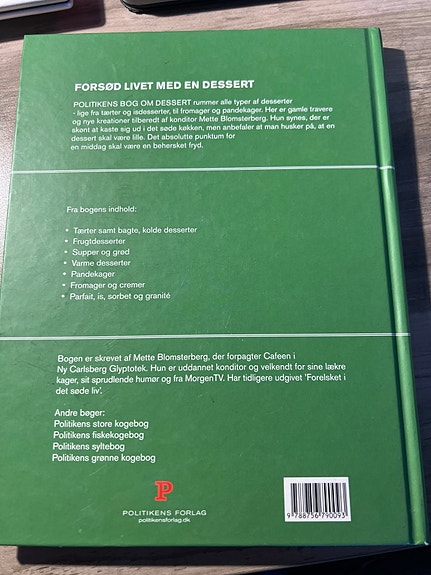 FORSØD LIVET MED EN DESSERT
POLITIKENS BOG OM DESSERT rummer alle typer af desserter
- lige fra tærter og isdesserter, til fromager og pandekager. Her er gamle travere
og nye kreationer tilberedt af konditor Mette Blomsterberg. Hun synes, der er
skønt at kaste sig ud i det søde køkken, men anbefaler at man husker på, at en
dessert skal være lille. Det absolutte punktum for
en middag skal være en behersket fryd.
Fra bogens indhold:
• Tærter samt bagte, kolde desserter
• Frugtdesserter
• Supper og grød
• Varme desserter
• Pandekager
• Fromager og cremer
• Parfait, is, sorbet og granité
Bogen er skrevet af Mette Blomsterberg, der forpagter Cafeen i
Ny Carlsberg Glyptotek. Hun er uddannet konditor og velkendt for sine lækre
kager, sit sprudlende humør og fra MorgenTV. Har tidligere udgivet 'Forelsket i
det søde liv'.
Andre bøger:
Politikens store kogebog
Politikens fiskekogebog
Politikens syltebog
Politikens grønne kogebog
P
POLITIKENS FORLAG
politikensforlag.dk
9 788756 790093